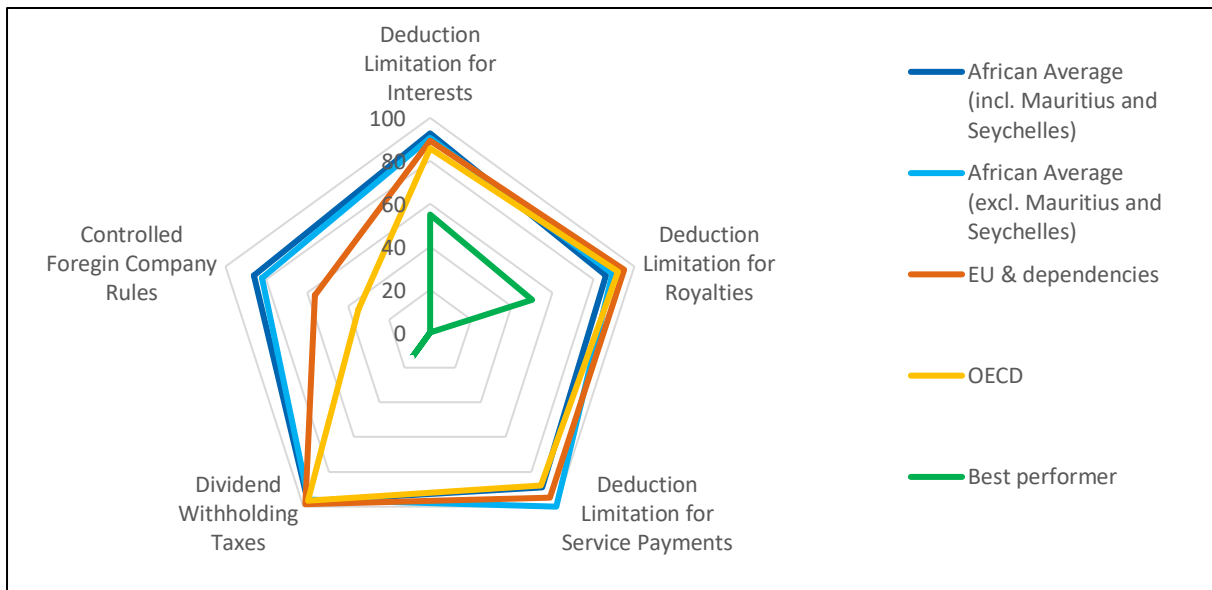 Deduction
Limitation for
Interests
100
80
60
40
20
0
Deduction
Limitation for
Royalties
Deduction
Limitation for
Service Payments
Dividend
Withholding
Taxes
Controlled
Foregin Company
Rules
African Average
(incl. Mauritius and
Seychelles)
African Average
(excl. Mauritius and
Seychelles)
EU & dependencies
OECD
Best performer